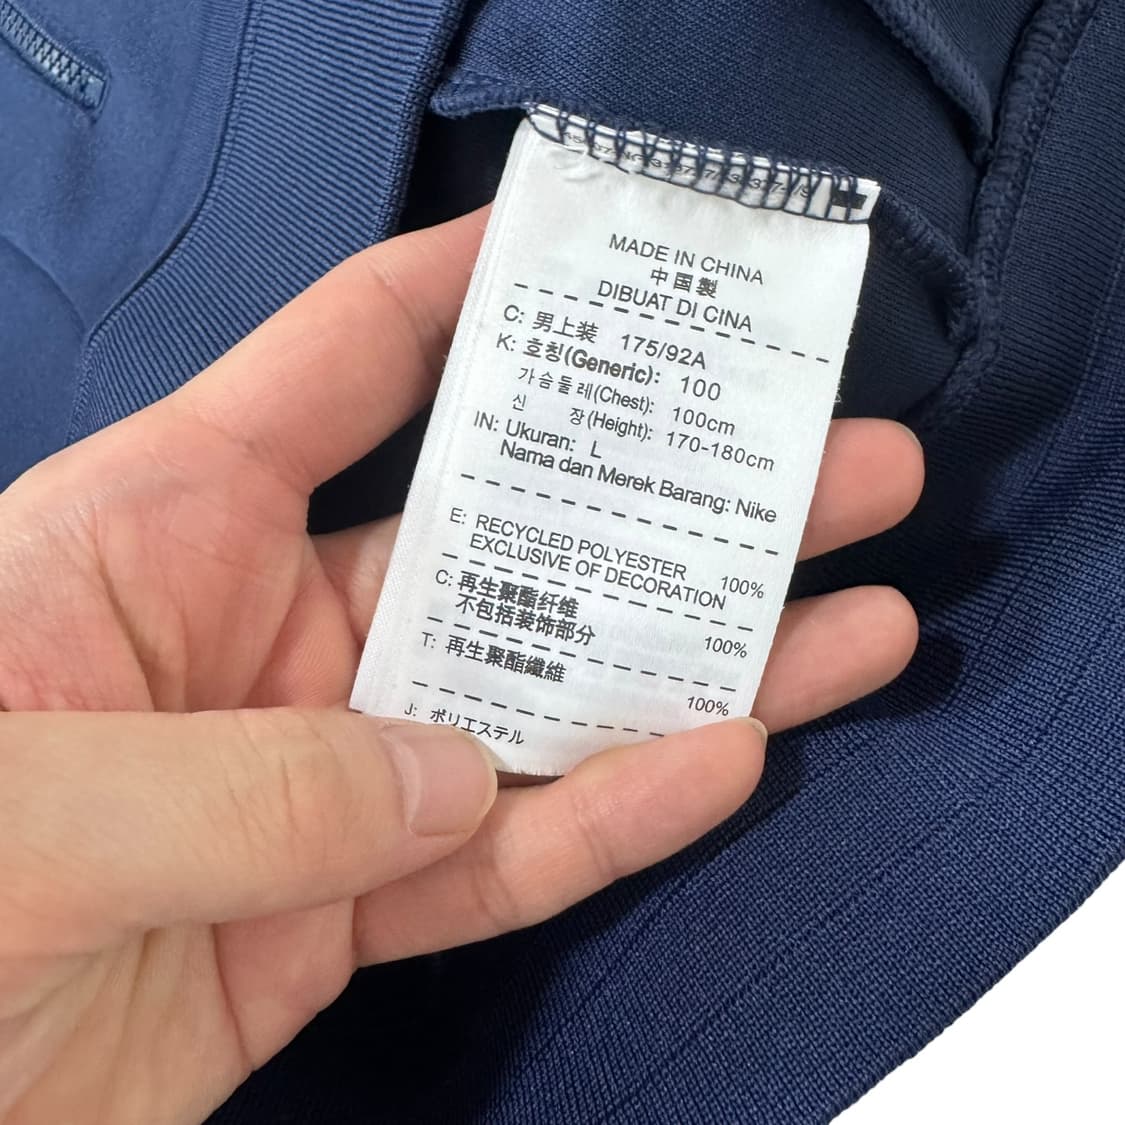 MADE IN CHINA
中国製
DIBUAT DI CINA
C: 男上装 175/92A
K: 호칭(Generic): 100
가슴둘레(Chest): 100cm
신 장(Height): 170-180cm
IN: Ukuran: L
Nama dan Merek Barang: Nike
E: RECYCLED POLYESTER 100%
EXCLUSIVE OF DECORATION
C: 再生聚酯纤维 100%
不包括装饰部分
T: 再生聚酯纖維 100%
J: ポリエステル